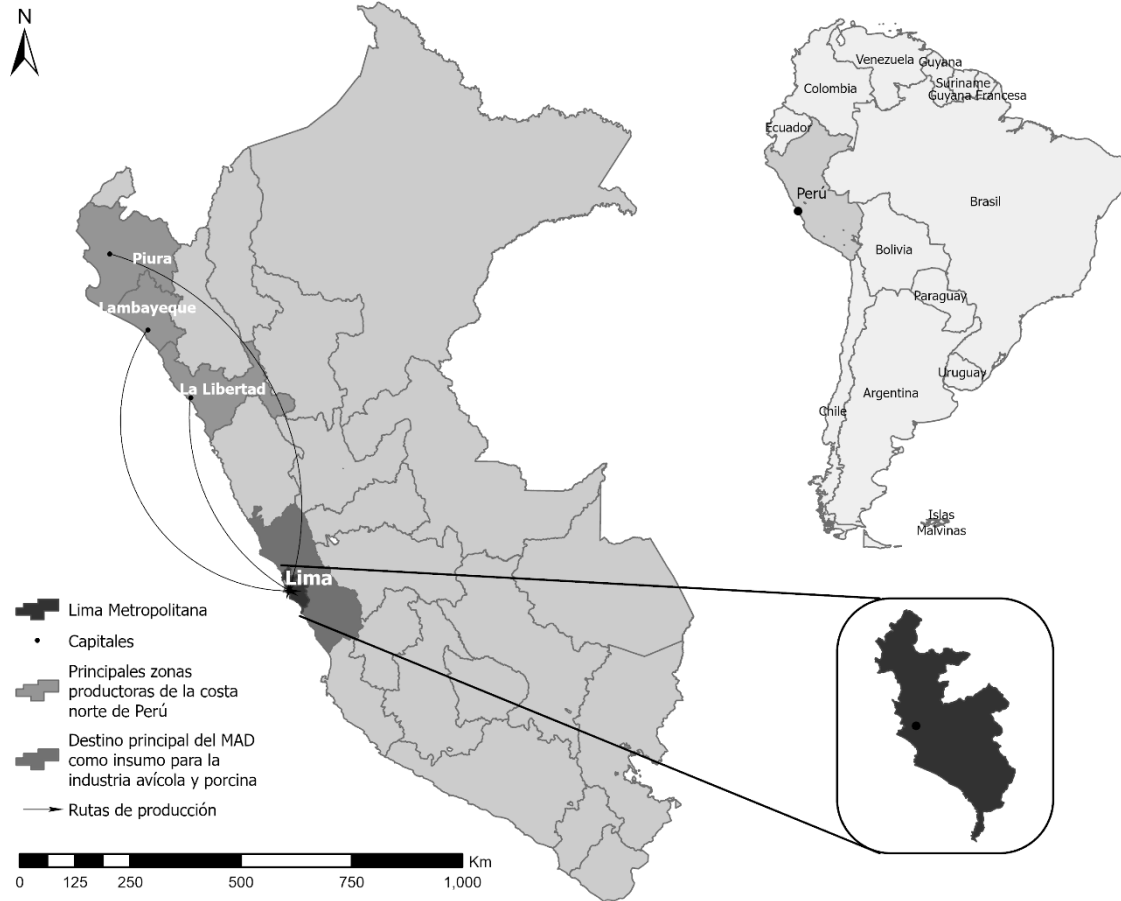 N
Piura
Lambayeque
La Libertad
Lima
Lima Metropolitana
Capitales
Principales zonas
productoras de la costa
norte de Perú
Destino principal del MAD
como insumo para la
industria avícola y porcina
Rutas de producción
Km
0 125 250 500 750 1,000
Venezuela
Guyana
Colombia
Suriname
Guyana Francesa
Ecuador
Perú
Brasil
Bolivia
Paraguay
Uruguay
Argentina
Chile
Islas
Malvinas